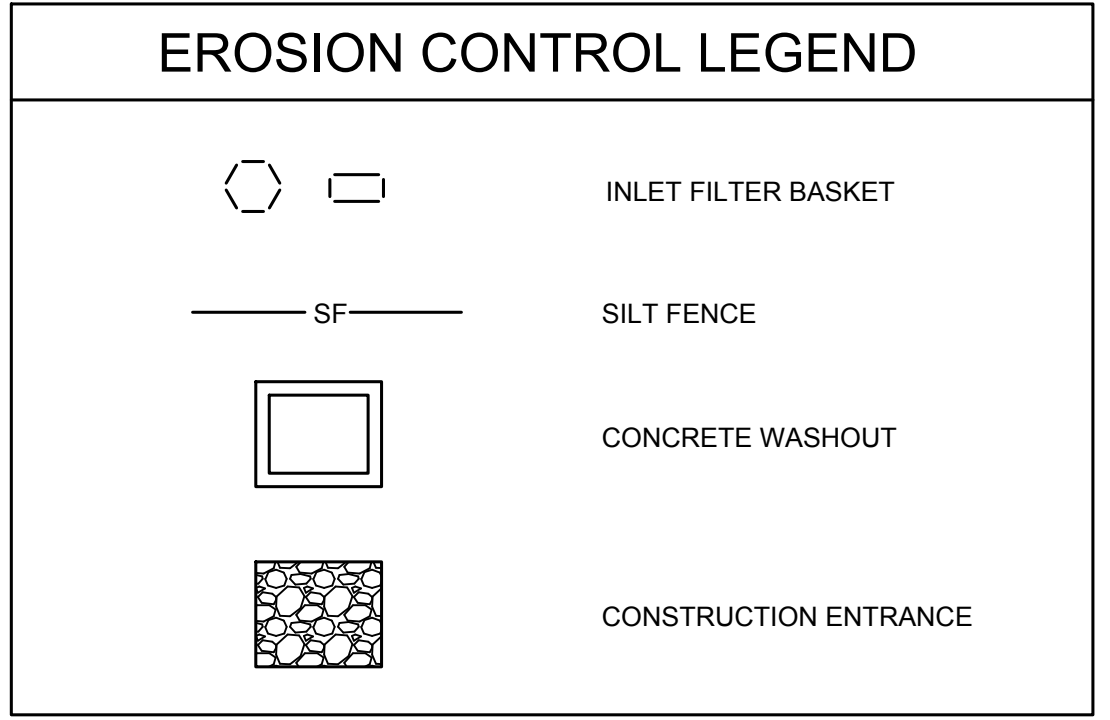 EROSION CONTROL LEGEND
INLET FILTER BASKET
SF SILT FENCE
CONCRETE WASHOUT
CONSTRUCTION ENTRANCE